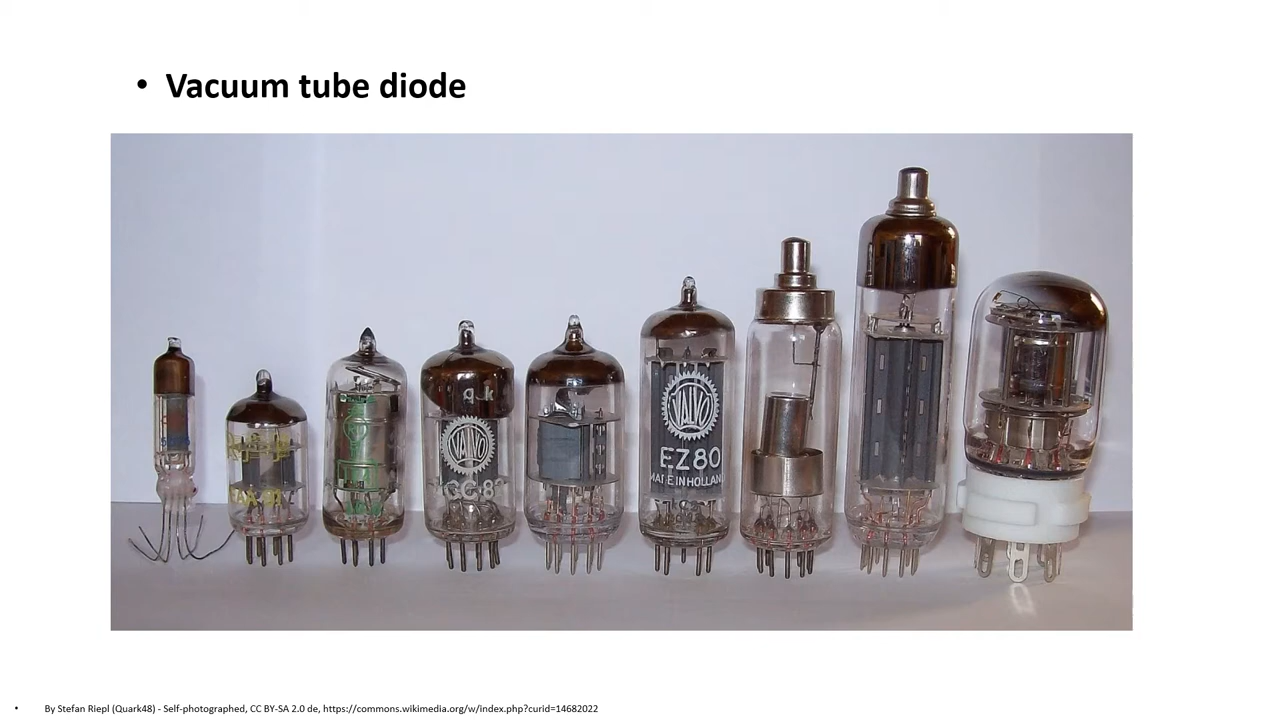 • Vacuum tube diode
VALVO
VALVO
EZ80
MADE IN HOLLAND
• By Stefan Riepl (Quark48) - Self-photographed, CC BY-SA 2.0 de, https://commons.wikimedia.org/w/index.php?curid=14682022